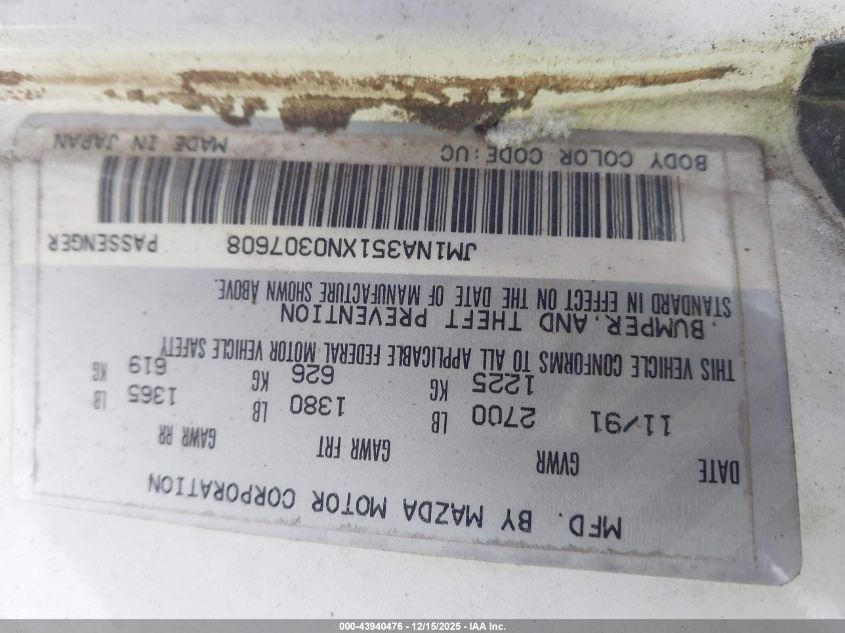 MFD. BY MAZDA MOTOR CORPORATION
DATE GVWR GAWR FRT GAWR RR
11/91 2700 LB 1380 LB 1365 LB
1225 KG 626 KG 619 KG
THIS VEHICLE CONFORMS TO ALL APPLICABLE FEDERAL MOTOR VEHICLE SAFETY
. BUMPER, AND THEFT PREVENTION
STANDARD IN EFFECT ON THE DATE OF MANUFACTURE SHOWN ABOVE.
JM1NA351XN0307608 PASSENGER
BODY COLOR CODE:UC MADE IN JAPAN
000-43940476 - 12/15/2025 - IAA Inc.